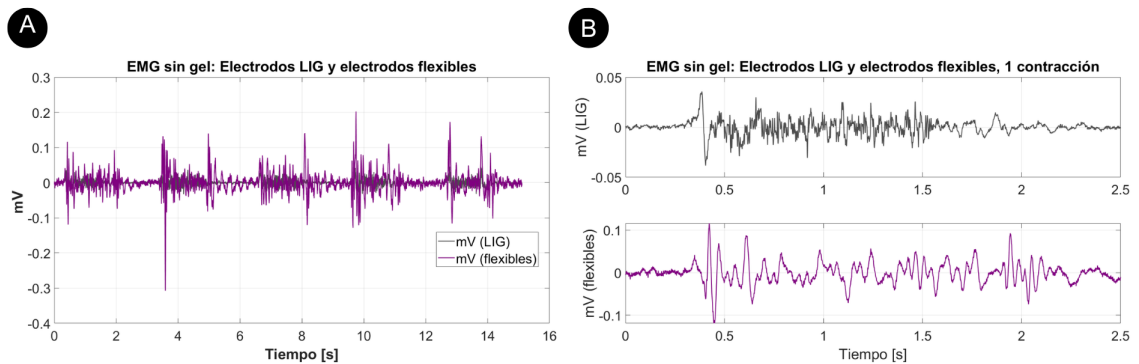 A
EMG sin gel: Electrodos LIG y electrodos flexibles
0.3
0.2
0.1
0
-0.1
-0.2
-0.3
-0.4
mV
mV (LIG)
mV (flexibles)
0 2 4 6 8 10 12 14 16
Tiempo [s]
B
EMG sin gel: Electrodos LIG y electrodos flexibles, 1 contracción
0.05
0
-0.05
mV (LIG)
0 0.5 1 1.5 2 2.5
0.1
0
-0.1
mV (flexibles)
0 0.5 1 1.5 2 2.5
Tiempo [s]